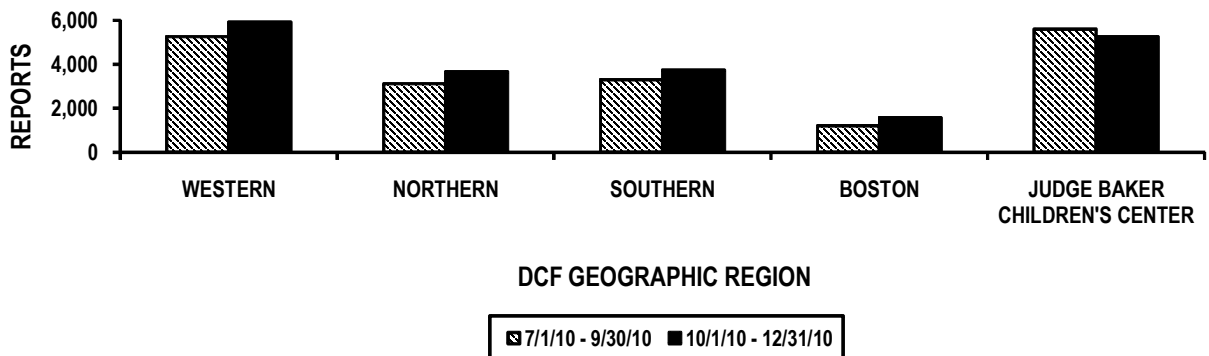 6,000
4,000
2,000
0
REPORTS
WESTERN
NORTHERN
SOUTHERN
BOSTON
JUDGE BAKER
CHILDREN'S CENTER
DCF GEOGRAPHIC REGION
7/1/10 - 9/30/10
10/1/10 - 12/31/10